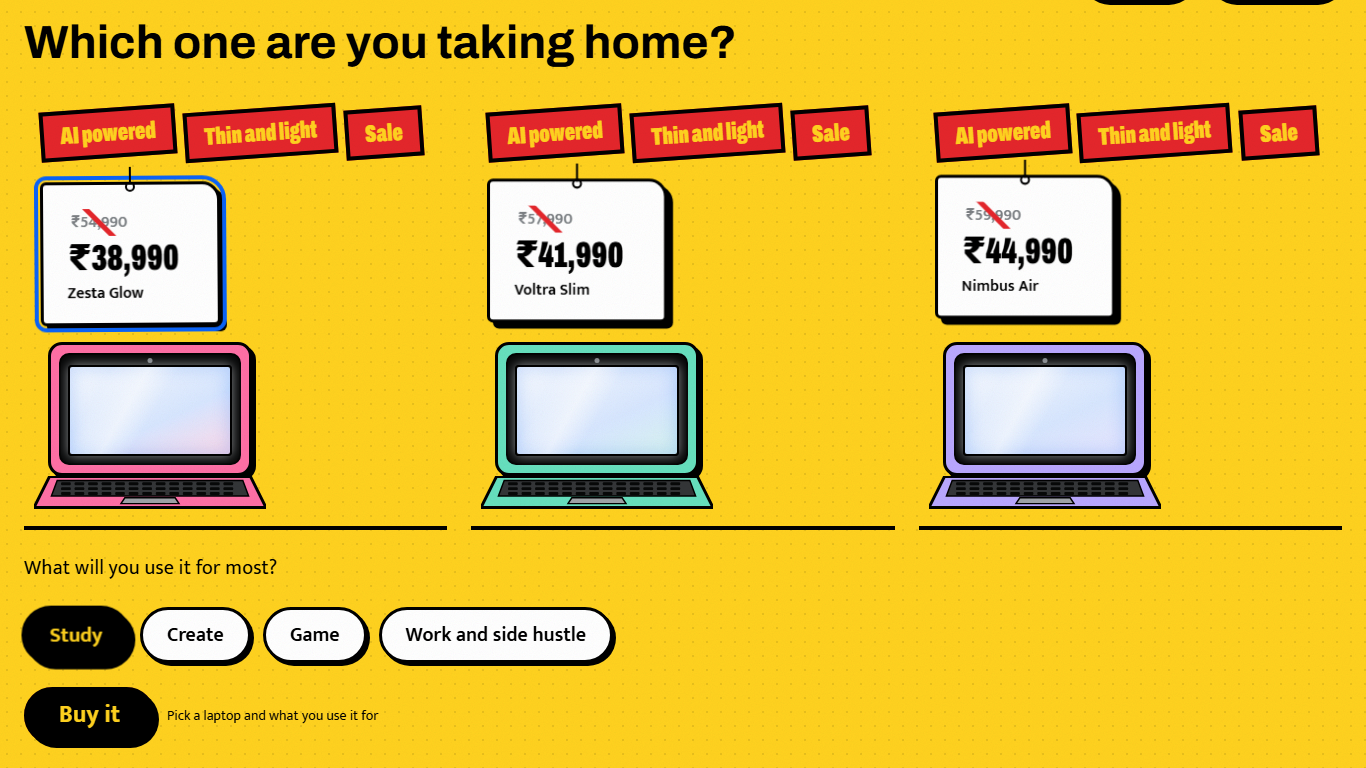 Which one are you taking home?
AI powered
Thin and light
Sale
₹54,990
₹38,990
Zesta Glow
AI powered
Thin and light
Sale
₹57,990
₹41,990
Voltra Slim
AI powered
Thin and light
Sale
₹59,990
₹44,990
Nimbus Air
What will you use it for most?
Study
Create
Game
Work and side hustle
Buy it
Pick a laptop and what you use it for